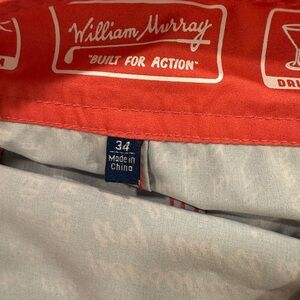 William Murray
"BUILT FOR ACTION"
34
Made in
China